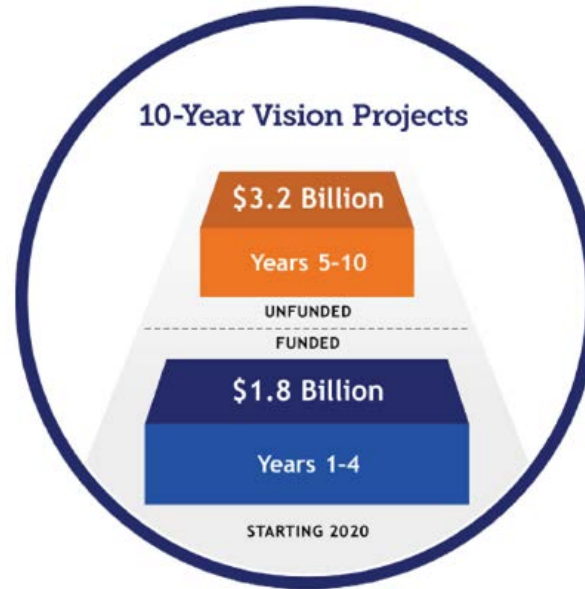 10-Year Vision Projects
$3.2 Billion
Years 5-10
UNFUNDED
FUNDED
$1.8 Billion
Years 1-4
STARTING 2020